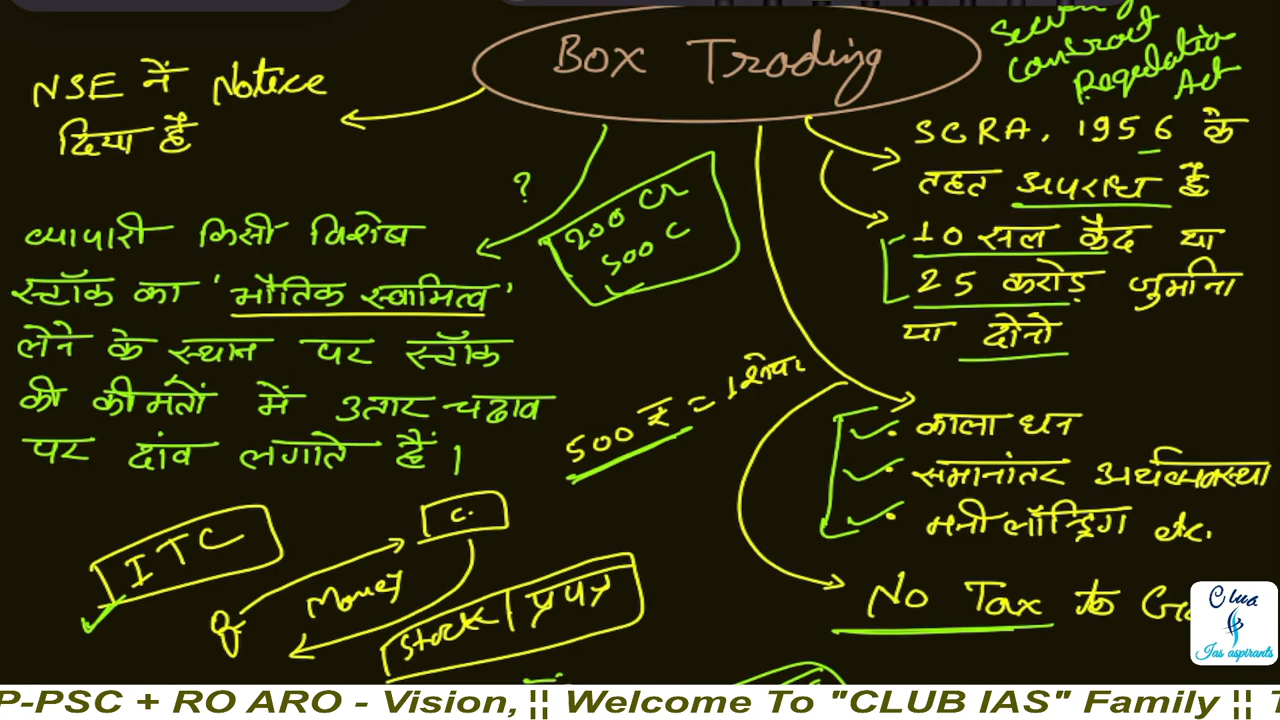 Box Trading
Contract
Regulation
Act
NSE ने Notice
दिया है
SCRA, 1956 के
तहत अपराध है
10 सल कैद या
25 करोड़ जुर्माना
या दोनो
?
200 Cr
500 C
व्यापारी किसी विशेष
स्टॉक का 'भौतिक स्वामित्व'
लेने के स्थान पर स्टॉक
की कीमतों में उतार चढाव
पर दांव लगाते हैं।
500 ₹ = 1 शेयर
काला धन
समानांतर अर्थव्यवस्था
मनी लॉन्ड्रिग etc.
No Tax to
ITC
C.
Money
Stock | प्रपत्र
Club
Ias aspirants
P-PSC + RO ARO - Vision, ¦¦ Welcome To "CLUB IAS" Family ¦¦ T